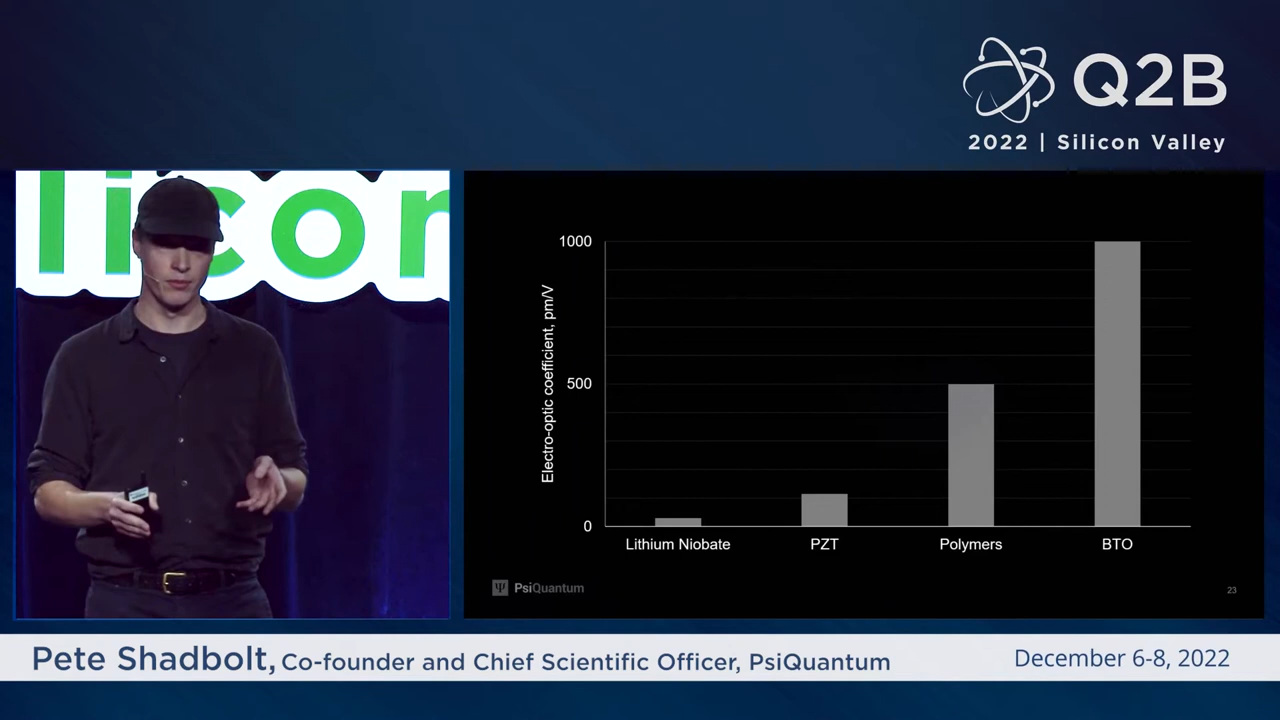 Q2B
2022 | Silicon Valley
licon
1000
500
0
Electro-optic coefficient, pm/V
Lithium Niobate
PZT
Polymers
BTO
PsiQuantum
23
Pete Shadbolt, Co-founder and Chief Scientific Officer, PsiQuantum
December 6-8, 2022